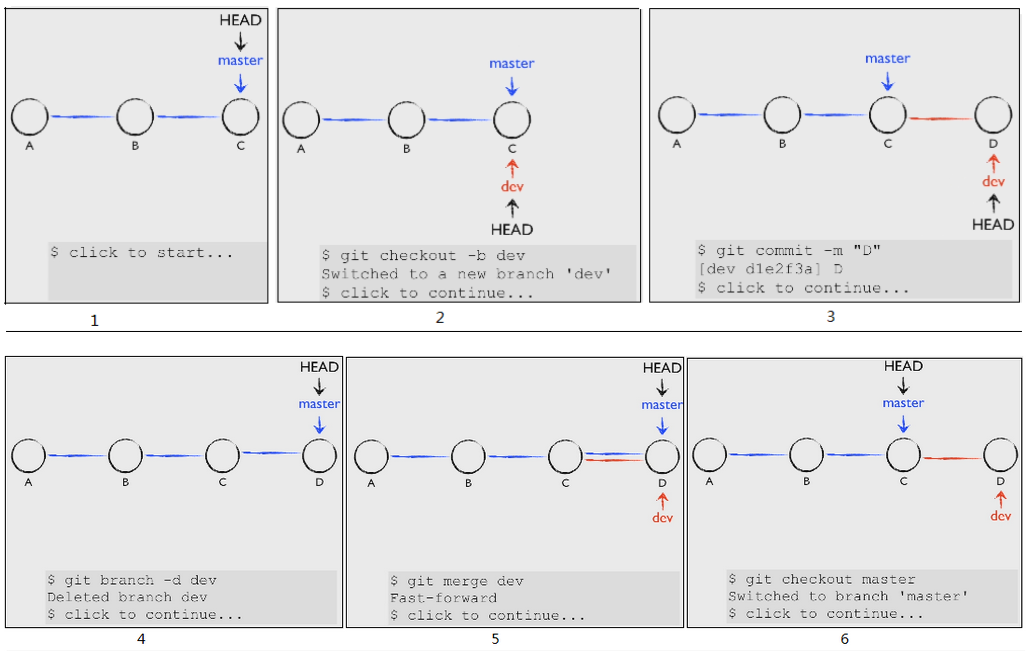 HEAD
master
A B C
$ click to start...
1
master
A B C
dev
HEAD
$ git checkout -b dev
Switched to a new branch 'dev'
$ click to continue...
2
master
A B C D
dev
HEAD
$ git commit -m "D"
[dev d1e2f3a] D
$ click to continue...
3
HEAD
master
A B C D
$ git branch -d dev
Deleted branch dev
$ click to continue...
4
HEAD
master
A B C D
dev
$ git merge dev
Fast-forward
$ click to continue...
5
HEAD
master
A B C D
dev
$ git checkout master
Switched to branch 'master'
$ click to continue...
6